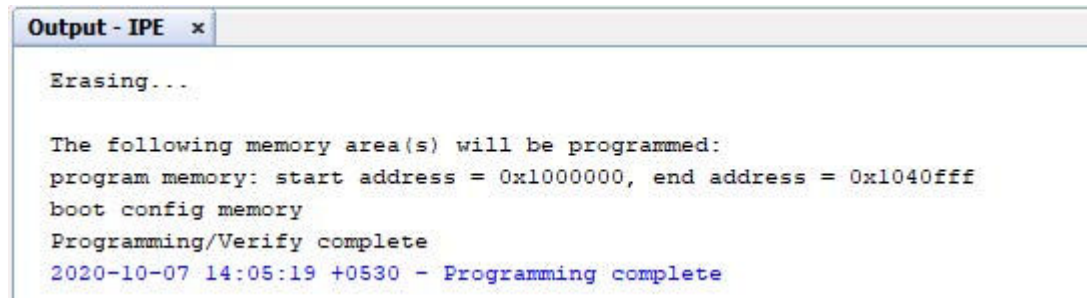 Output - IPE x
Erasing...
The following memory area(s) will be programmed:
program memory: start address = 0x1000000, end address = 0x1040fff
boot config memory
Programming/Verify complete
2020-10-07 14:05:19 +0530 - Programming complete